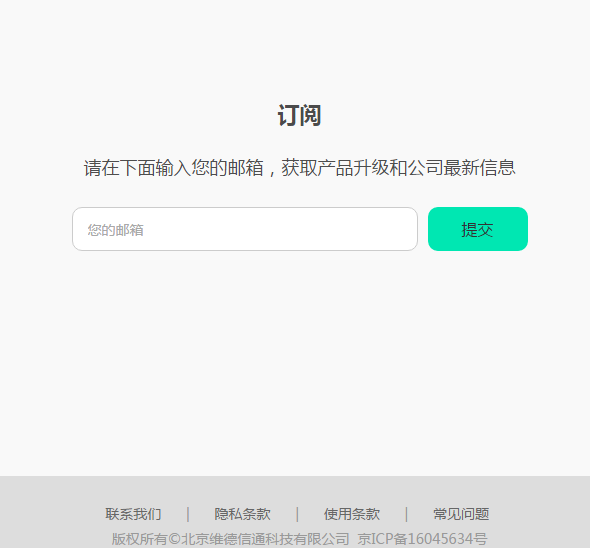 订阅
请在下面输入您的邮箱，获取产品升级和公司最新信息
您的邮箱 提交
联系我们 | 隐私条款 | 使用条款 | 常见问题
版权所有©北京维德信通科技有限公司 京ICP备16045634号